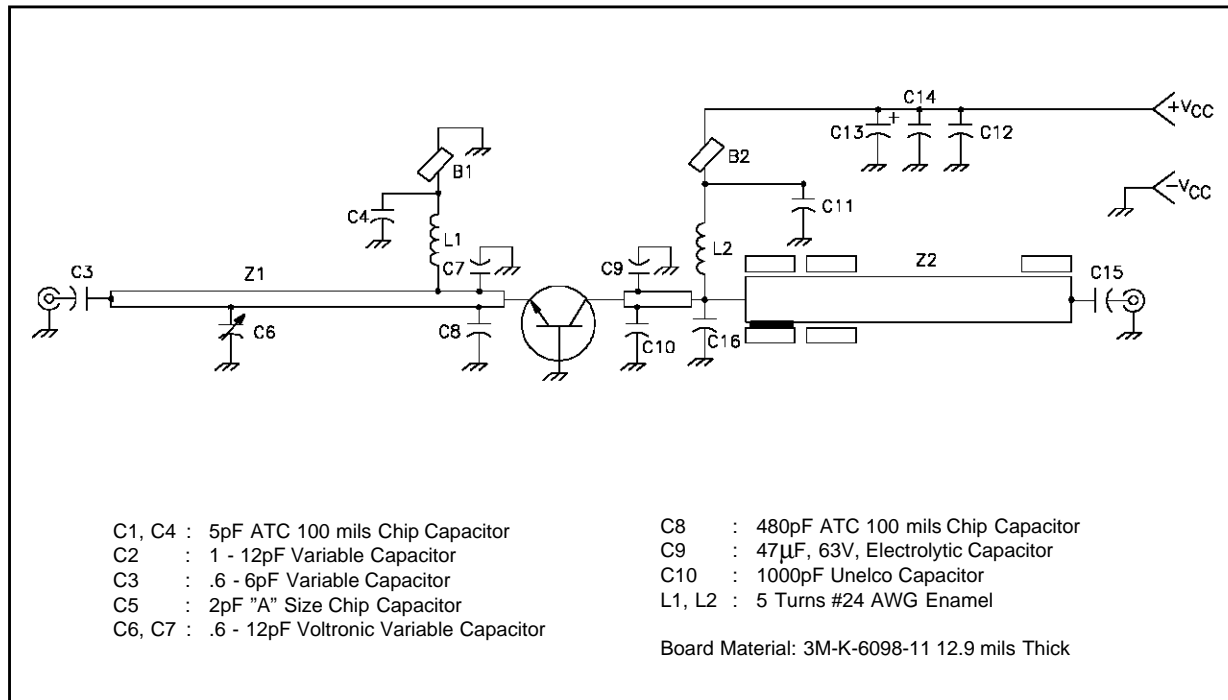 C14
+VCC
+
C13
C12
B1
B2
C4
C11
-VCC
L1
L2
C3
Z1
C7
C9
Z2
C15
C6
C8
C10
C16
C1, C4 : 5pF ATC 100 mils Chip Capacitor
C2 : 1 - 12pF Variable Capacitor
C3 : .6 - 6pF Variable Capacitor
C5 : 2pF ”A” Size Chip Capacitor
C6, C7 : .6 - 12pF Voltronic Variable Capacitor
C8 : 480pF ATC 100 mils Chip Capacitor
C9 : 47µF, 63V, Electrolytic Capacitor
C10 : 1000pF Unelco Capacitor
L1, L2 : 5 Turns #24 AWG Enamel
Board Material: 3M-K-6098-11 12.9 mils Thick